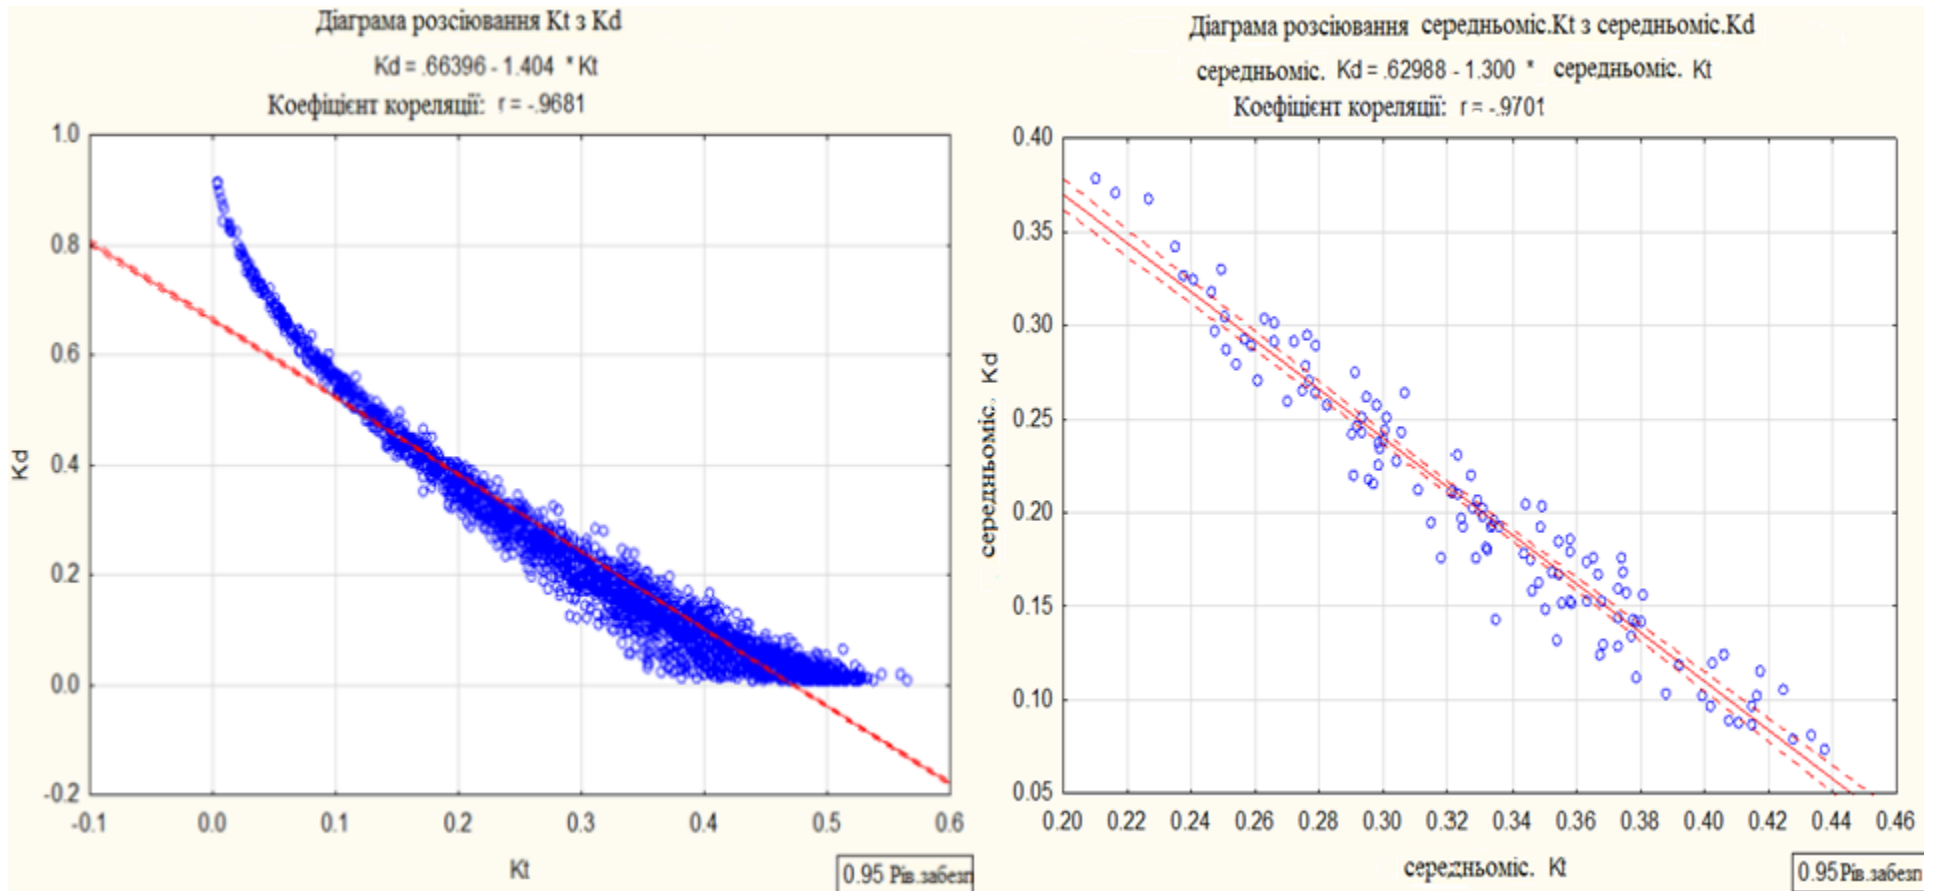 Діаграма розсіювання Kt з Kd
Kd = .66396 - 1.404 * Kt
Коефіцієнт кореляції: r = -.9681
1.0
0.8
0.6
0.4
0.2
0.0
-0.2
Kd
-0.1 0.0 0.1 0.2 0.3 0.4 0.5 0.6
Kt
0.95 Рів.забезп
Діаграма розсіювання середньоміс.Kt з середньоміс.Kd
середньоміс. Kd = .62988 - 1.300 * середньоміс. Kt
Коефіцієнт кореляції: r = -.9701
0.40
0.35
0.30
0.25
0.20
0.15
0.10
0.05
середньоміс. Kd
0.20 0.22 0.24 0.26 0.28 0.30 0.32 0.34 0.36 0.38 0.40 0.42 0.44 0.46
середньоміс. Kt
0.95 Рів.забезп